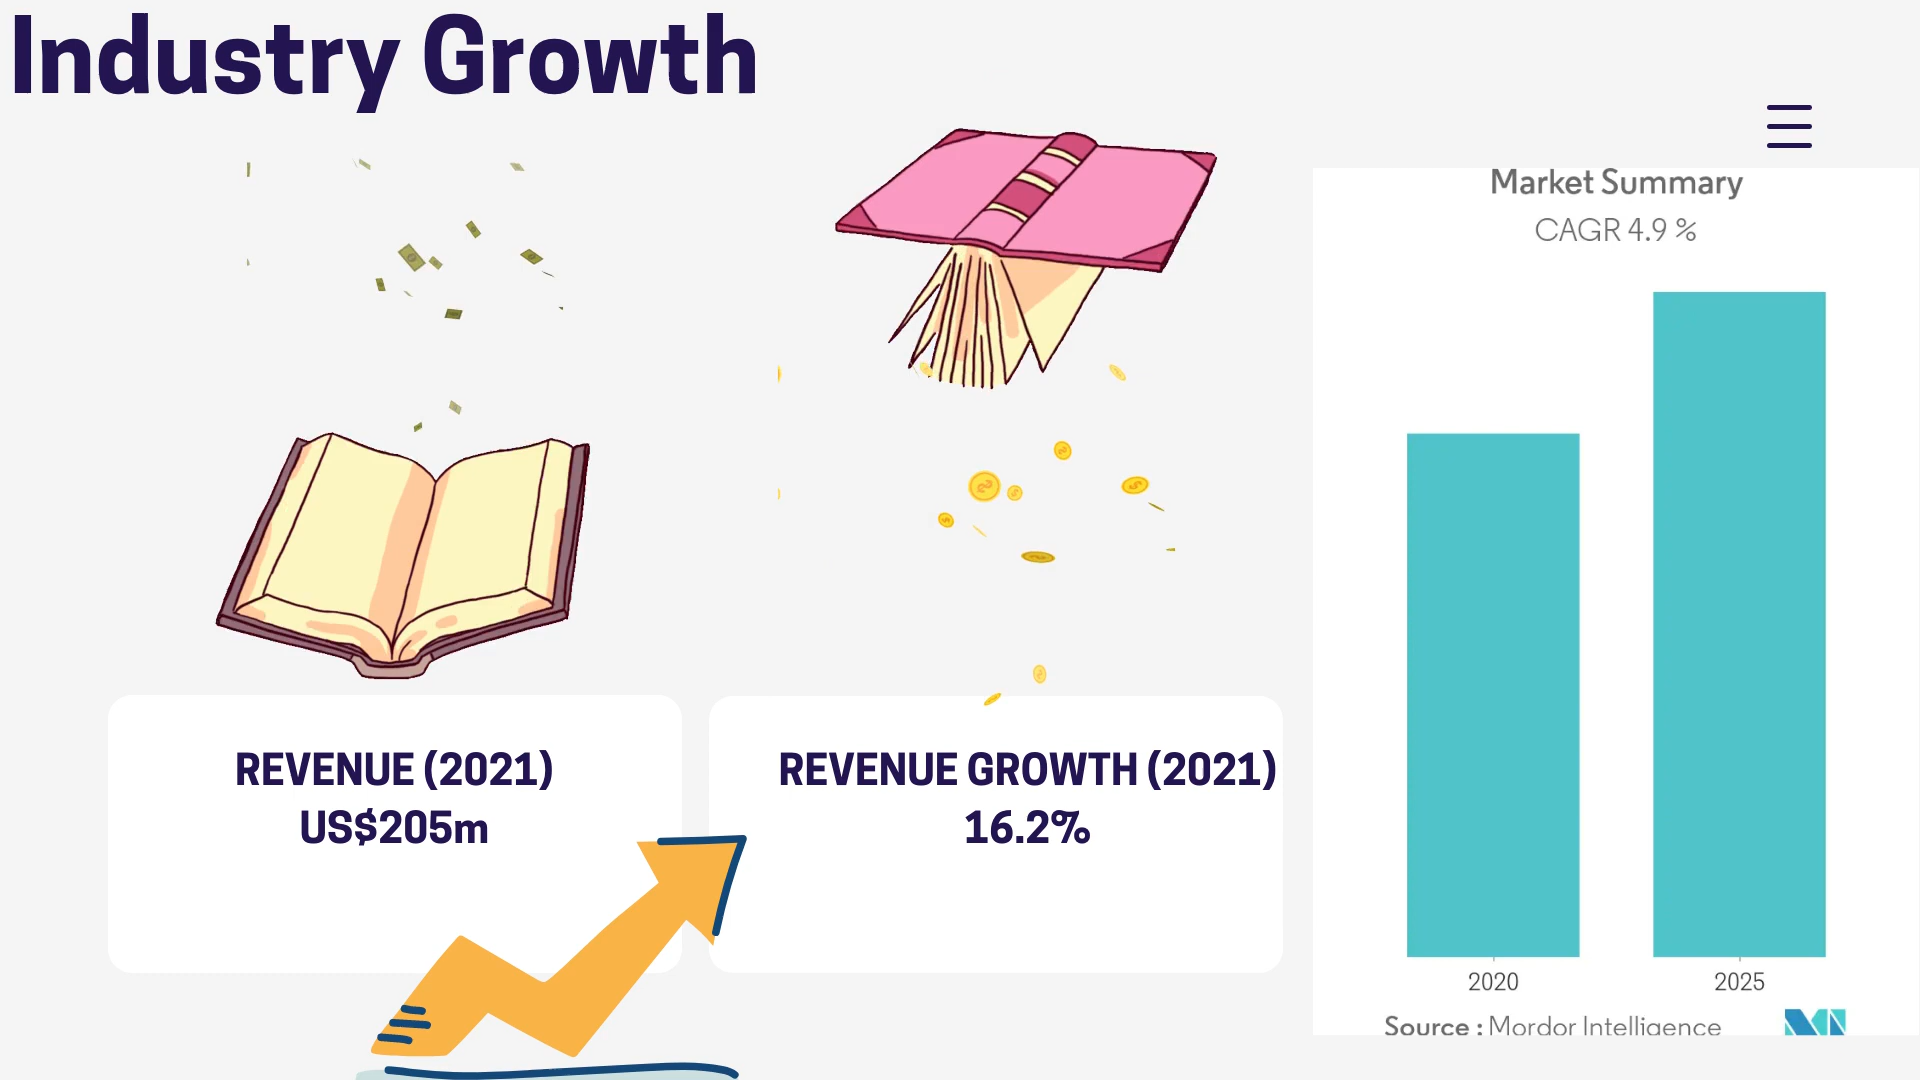 Industry Growth
Market Summary
CAGR 4.9 %
REVENUE (2021)
US$205m
REVENUE GROWTH (2021)
16.2%
2020
2025
Source : Mordor Intelligence